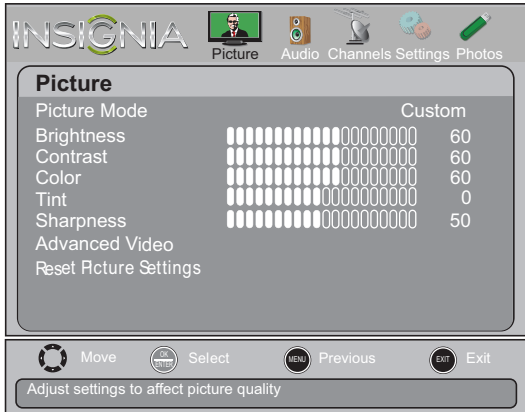 INSIGNIA
Picture Audio Channels Settings Photos
Picture
Picture Mode Custom
Brightness 60
Contrast 60
Color 60
Tint 0
Sharpness 50
Advanced Video
Reset Picture Settings
Move OK ENTER Select MENU Previous EXIT Exit
Adjust settings to affect picture quality